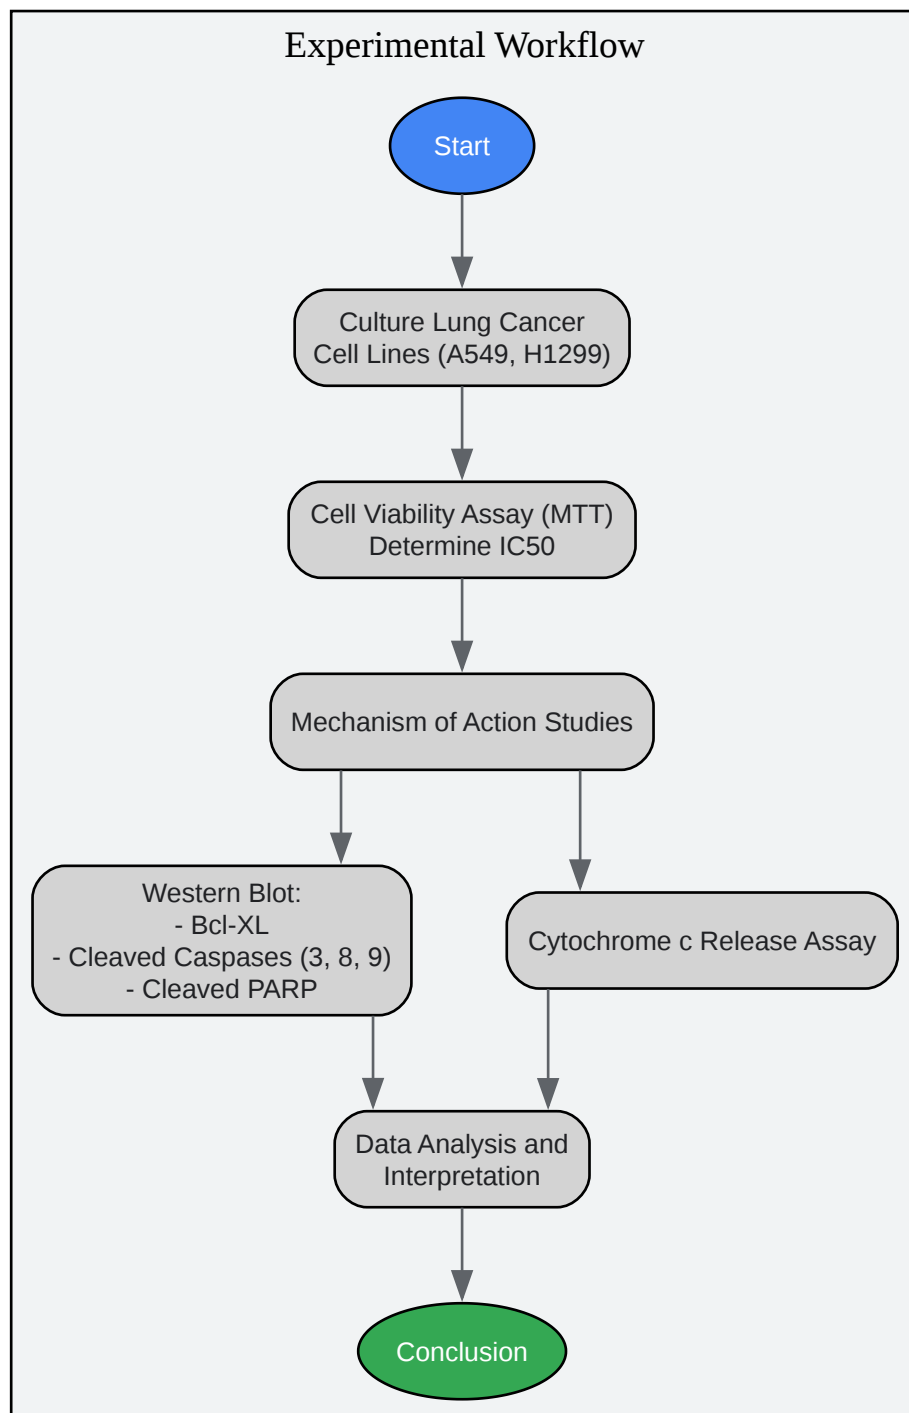 Experimental Workflow
Start
Culture Lung Cancer
Cell Lines (A549, H1299)
Cell Viability Assay (MTT)
Determine IC50
Mechanism of Action Studies
Western Blot:
- Bcl-XL
- Cleaved Caspases (3, 8, 9)
- Cleaved PARP
Cytochrome c Release Assay
Data Analysis and
Interpretation
Conclusion